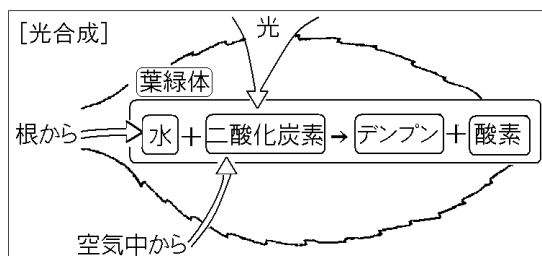 [光合成]
光
葉緑体
根から
水+二酸化炭素→デンプン+酸素
空気中から